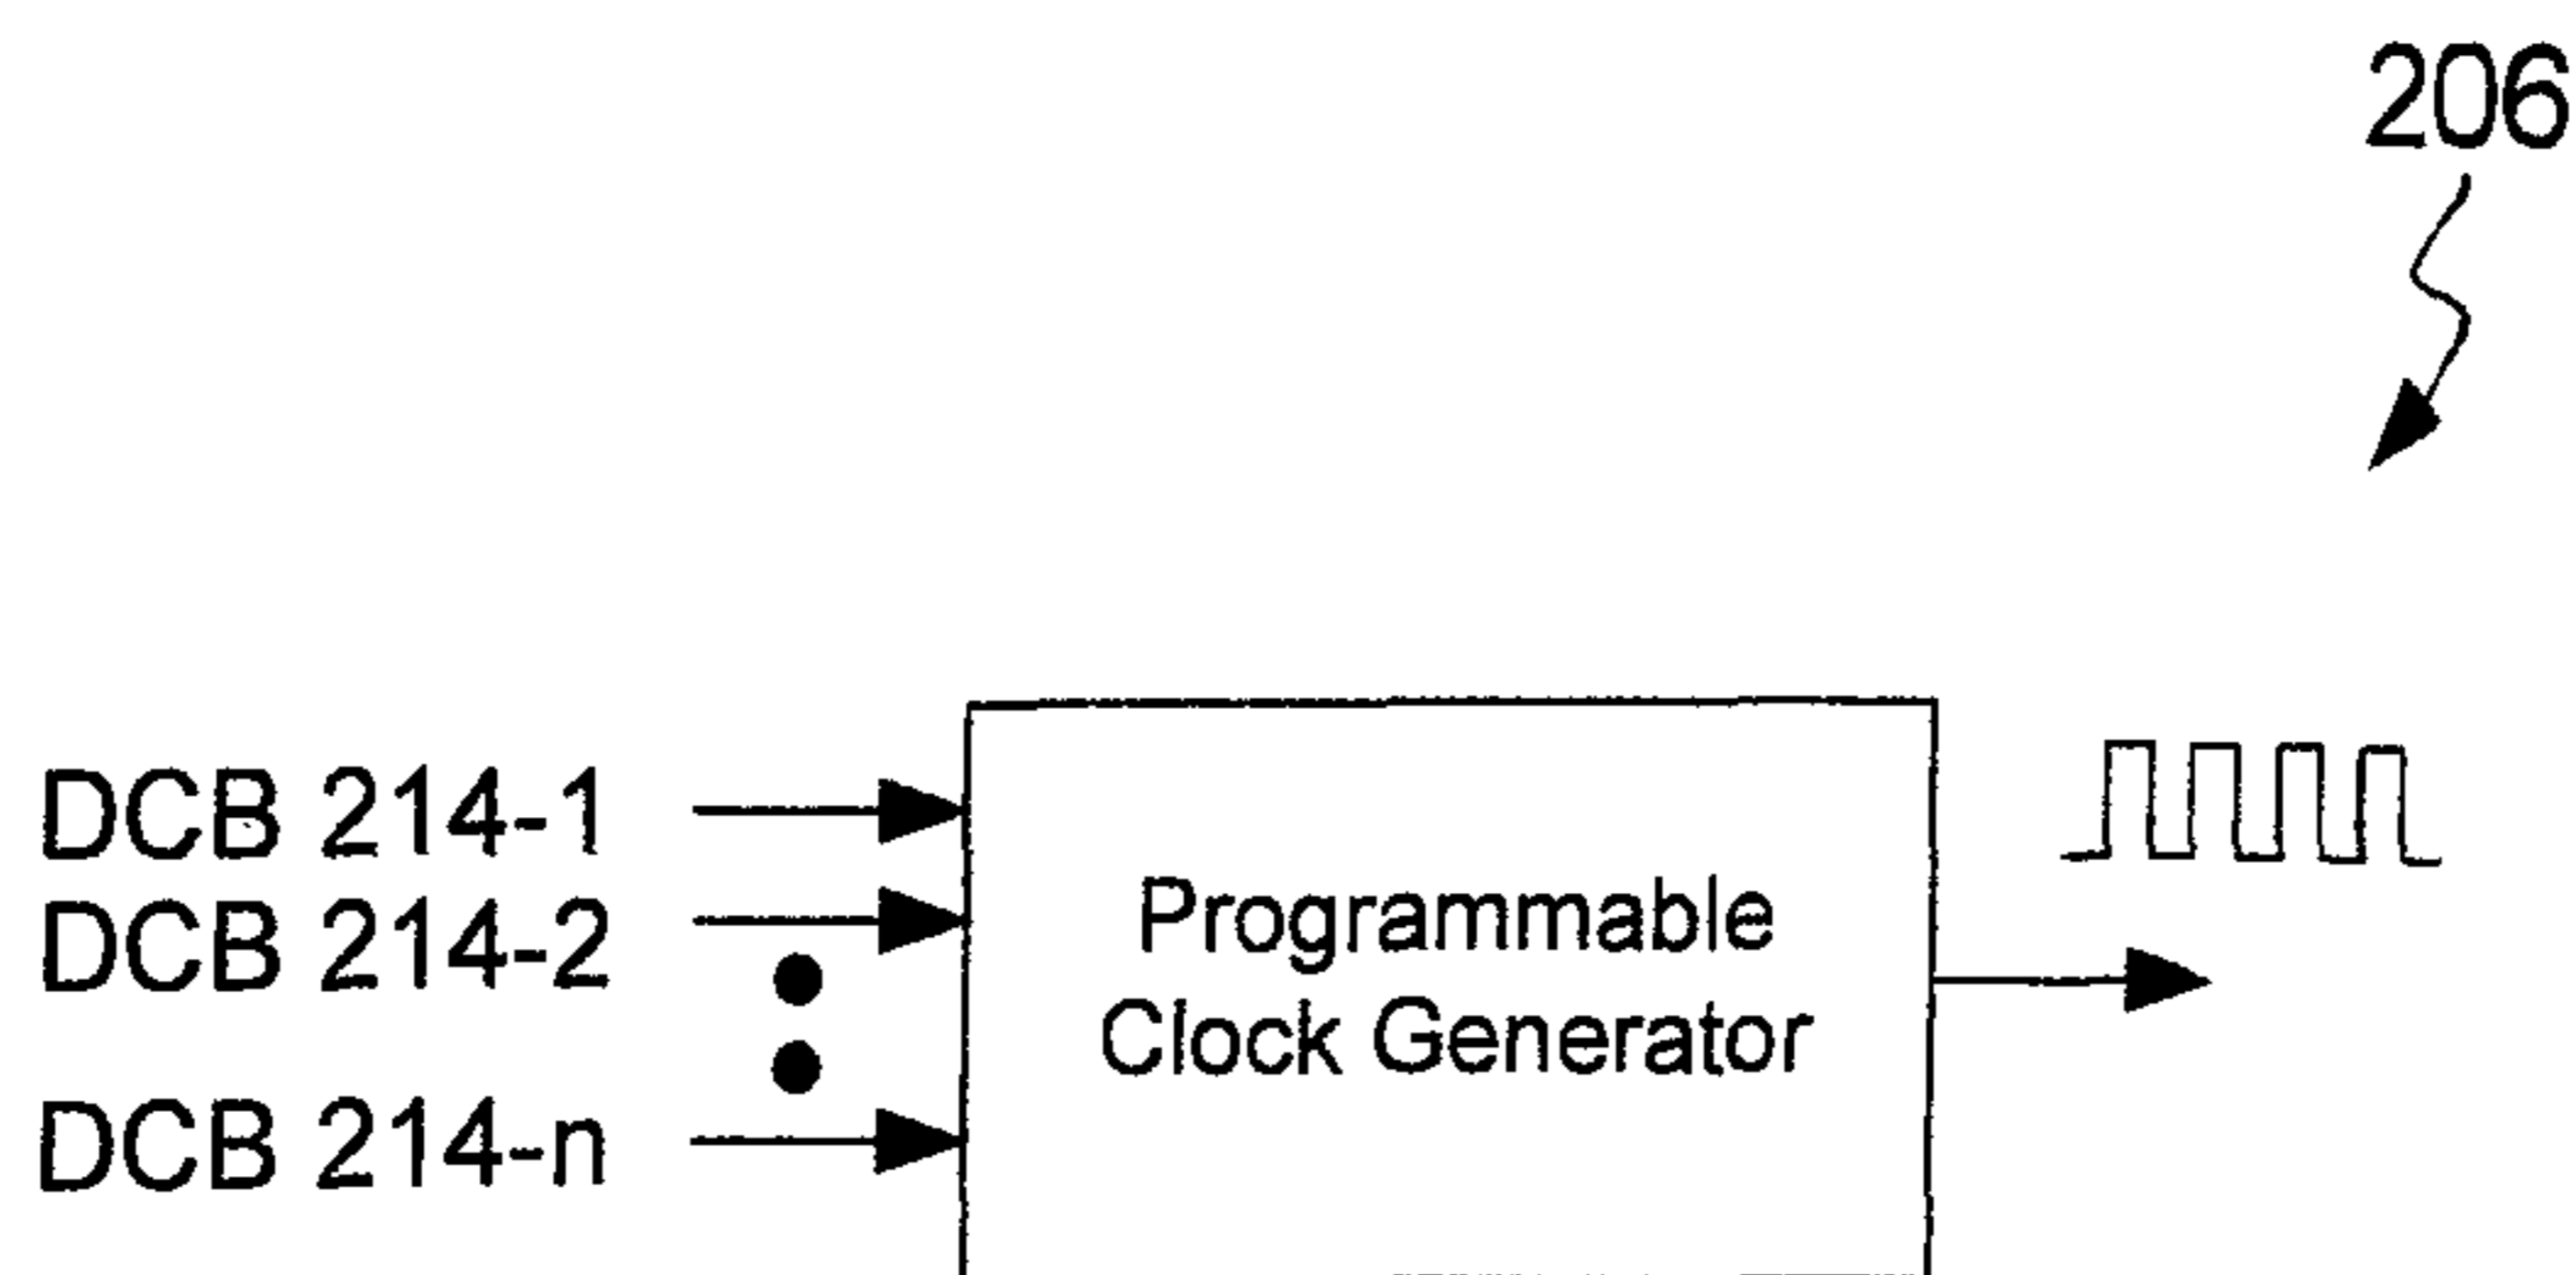 206
DCB 214-1
DCB 214-2
DCB 214-n
Programmable
Clock Generator